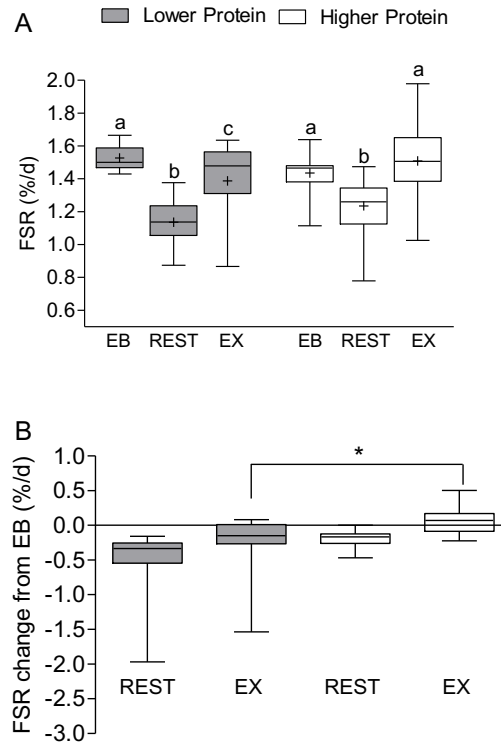 A
Lower Protein Higher Protein
FSR (%/d)
2.0
1.8
1.6
1.4
1.2
1.0
0.8
0.6
a
b
c
a
b
a
EB REST EX EB REST EX
B
FSR change from EB (%/d)
1.0
0.5
0.0
-0.5
-1.0
-1.5
-2.0
-2.5
-3.0
*
REST EX REST EX